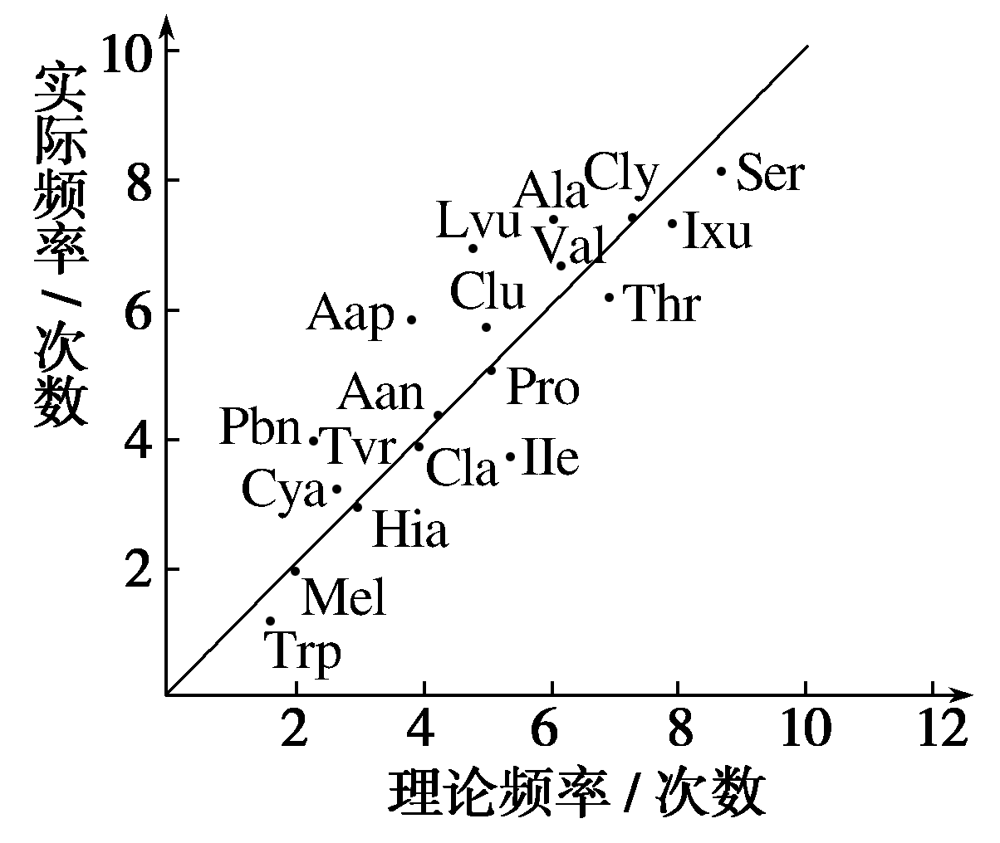 实际频率/次数
10
8
6
4
2
Ser
Cly
Ala
Ixu
Lvu
Val
Clu
Thr
Aap
Pro
Aan
Pbn
Tvr
IIe
Cla
Cya
Hia
Mel
Trp
2 4 6 8 10 12
理论频率/次数